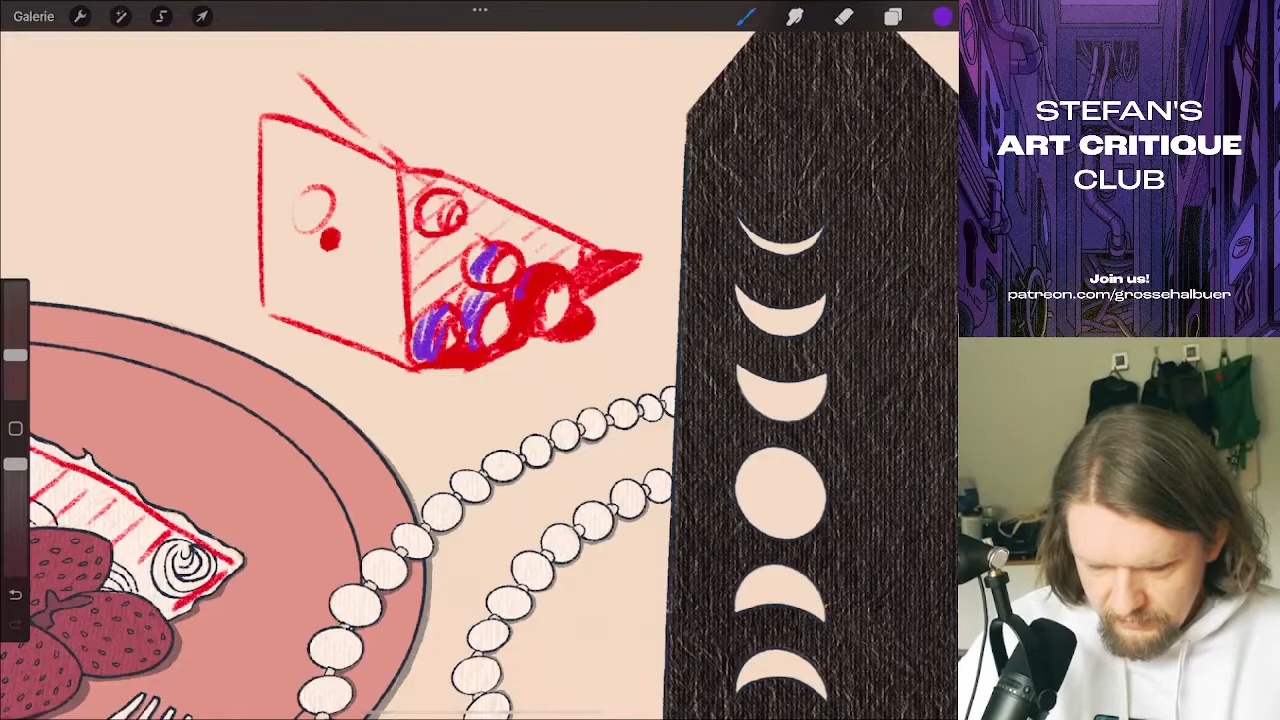 Galerie
STEFAN'S
ART CRITIQUE
CLUB
Join us!
patreon.com/grossehalbuer